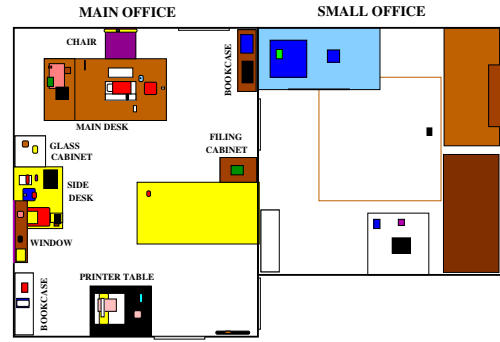 MAIN OFFICE
SMALL OFFICE
CHAIR
BOOKCASE
MAIN DESK
GLASS
CABINET
FILING
CABINET
SIDE
DESK
WINDOW
BOOKCASE
PRINTER TABLE